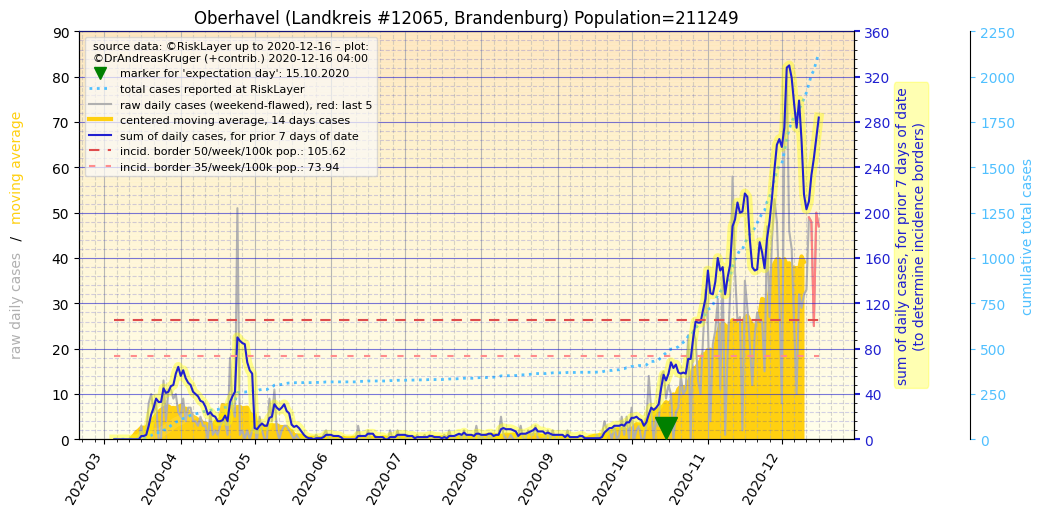 Oberhavel (Landkreis #12065, Brandenburg) Population=211249
source data: ©RiskLayer up to 2020-12-16 – plot:
©DrAndreasKruger (+contrib.) 2020-12-16 04:00
marker for 'expectation day': 15.10.2020
total cases reported at RiskLayer
raw daily cases (weekend-flawed), red: last 5
centered moving average, 14 days cases
sum of daily cases, for prior 7 days of date
incid. border 50/week/100k pop.: 105.62
incid. border 35/week/100k pop.: 73.94
raw daily cases / moving average
90
80
70
60
50
40
30
20
10
0
360
320
280
240
200
160
120
80
40
0
sum of daily cases, for prior 7 days of date
(to determine incidence borders)
2250
2000
1750
1500
1250
1000
750
500
250
0
cumulative total cases
2020-03
2020-04
2020-05
2020-06
2020-07
2020-08
2020-09
2020-10
2020-11
2020-12